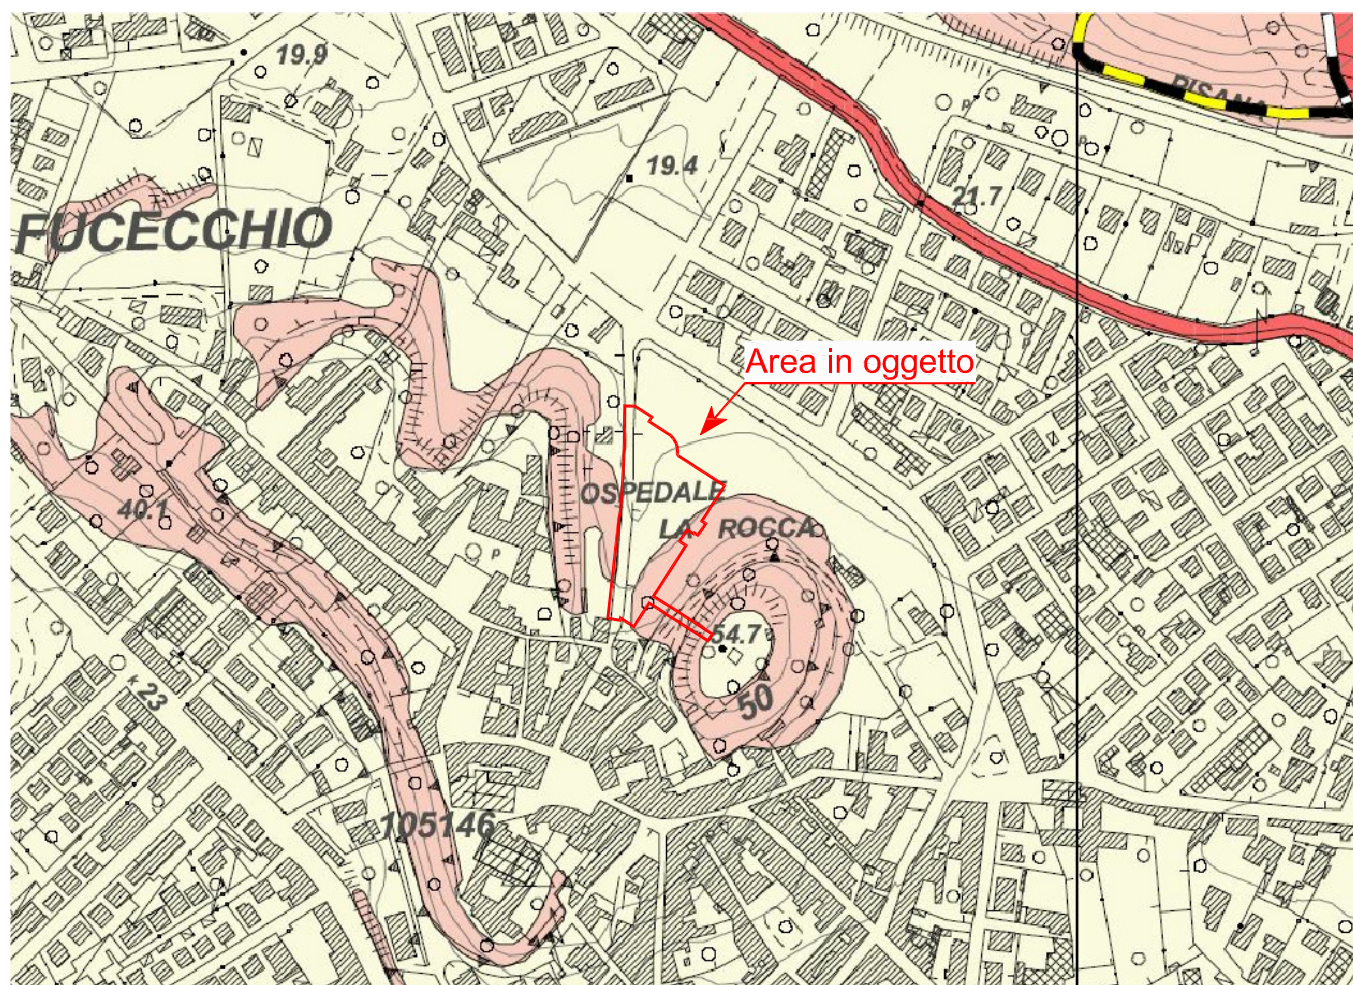 19.9
PISANA
19.4
21.7
FUCECCHIO
Area in oggetto
OSPEDALE
LA ROCCA
40.1
54.7
50
k 23
105146
P
P
P
P